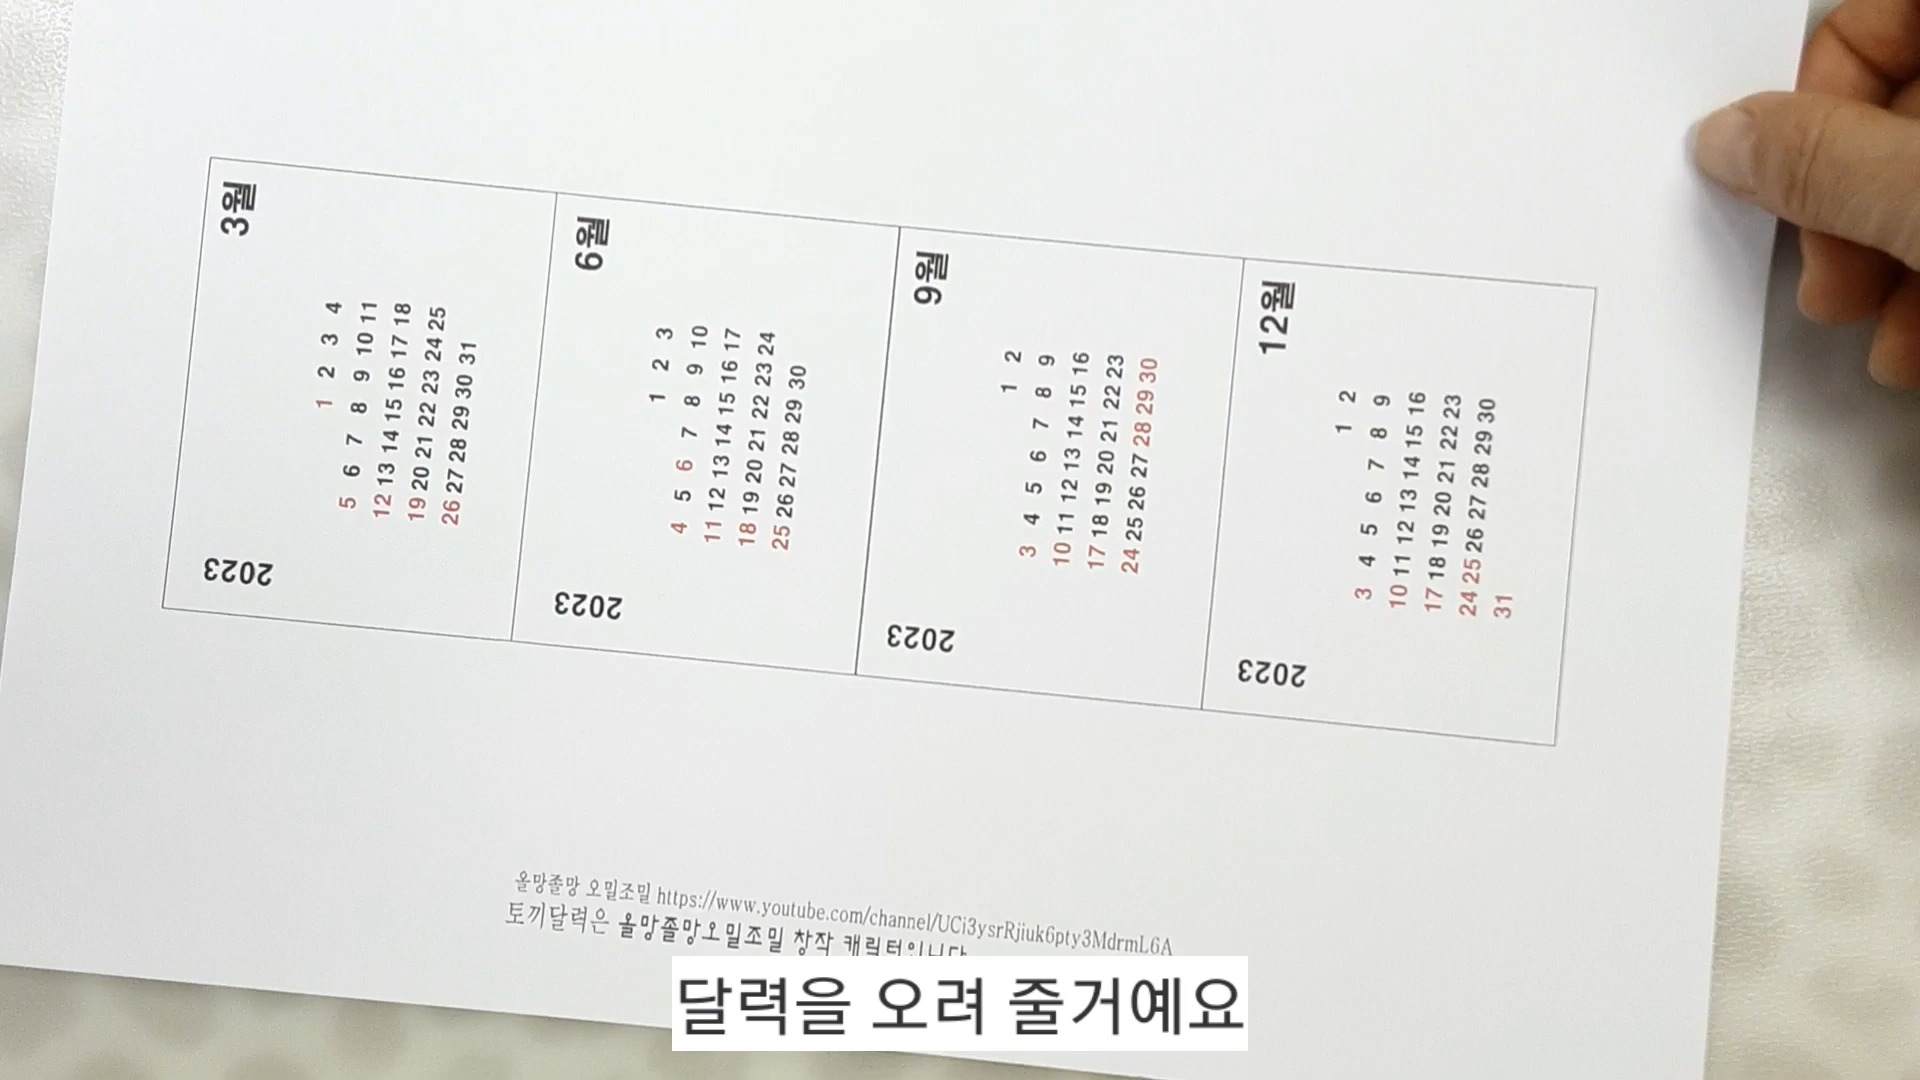 3월
1 2 3 4
5 6 7 8 9 10 11
12 13 14 15 16 17 18
19 20 21 22 23 24 25
26 27 28 29 30 31
2023
6월
1 2 3
4 5 6 7 8 9 10
11 12 13 14 15 16 17
18 19 20 21 22 23 24
25 26 27 28 29 30
2023
9월
1 2
3 4 5 6 7 8 9
10 11 12 13 14 15 16
17 18 19 20 21 22 23
24 25 26 27 28 29 30
2023
12월
1 2
3 4 5 6 7 8 9
10 11 12 13 14 15 16
17 18 19 20 21 22 23
24 25 26 27 28 29 30
31
2023
올망졸망 오밀조밀 https://www.youtube.com/channel/UCi3ysrRjiuk6pty3MdrmL6A
토끼달력은 올망졸망오밀조밀 창작 캐릭터입니다
달력을 오려 줄거예요